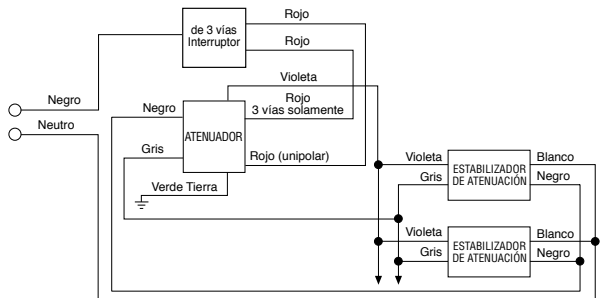 de 3 vías
Interruptor
Rojo
Rojo
Violeta
Negro
Neutro
Negro
Rojo
3 vías solamente
ATENUADOR
Gris
Rojo (unipolar)
Verde Tierra
Violeta
Gris
ESTABILIZADOR
DE ATENUACIÓN
Blanco
Negro
Violeta
Gris
ESTABILIZADOR
DE ATENUACIÓN
Blanco
Negro